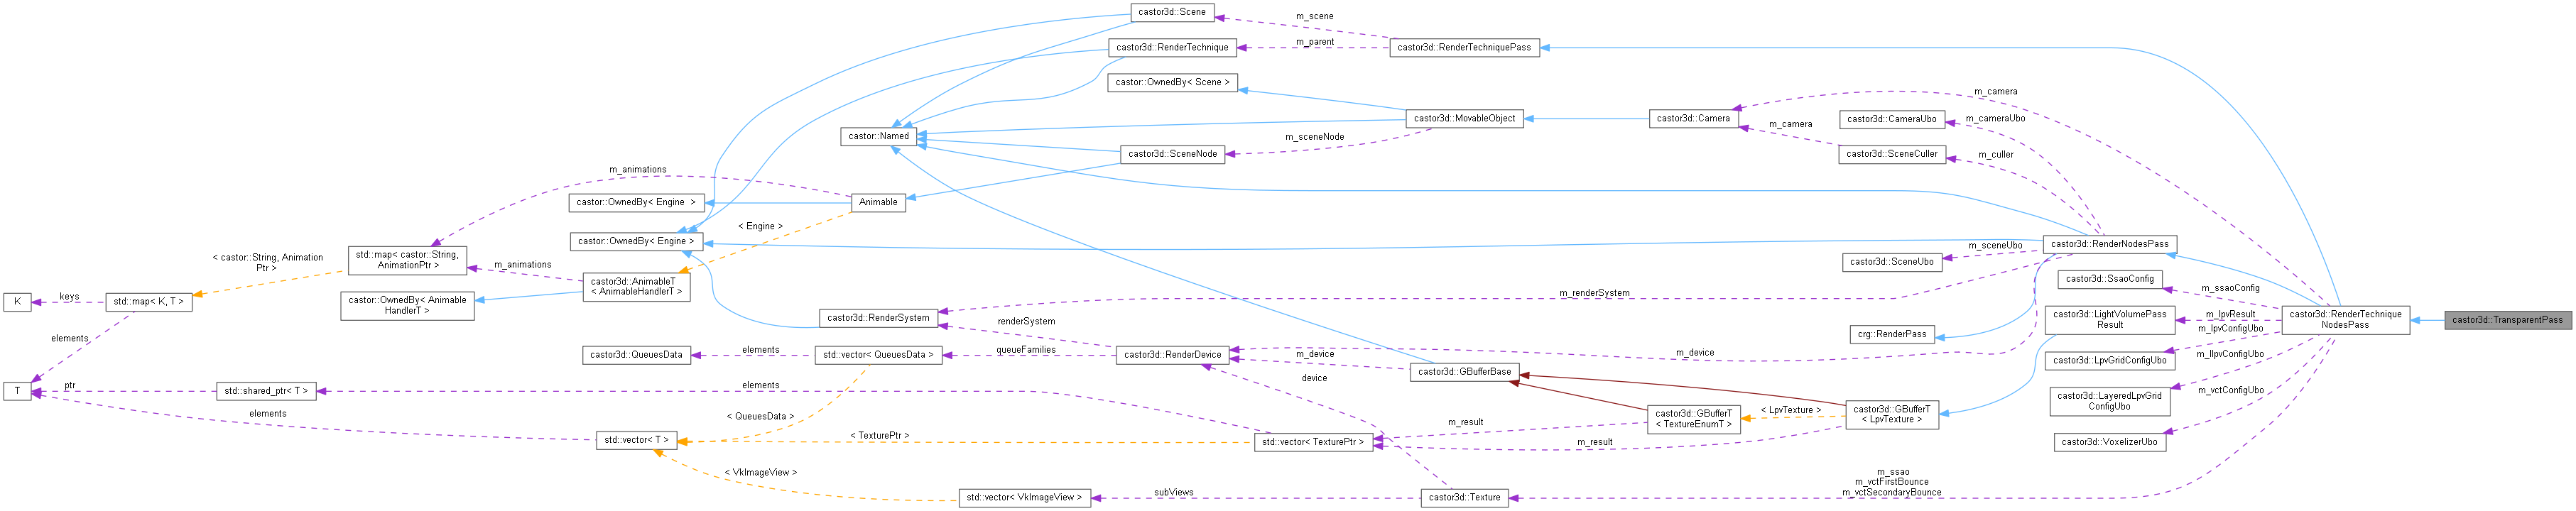 castor3d::Scene
m_scene
castor3d::RenderTechnique
m_parent
castor3d::RenderTechniquePass
castor::OwnedBy< Scene >
m_camera
castor3d::MovableObject
castor3d::Camera
castor3d::CameraUbo
m_cameraUbo
m_camera
castor::Named
m_sceneNode
castor3d::SceneNode
castor3d::SceneCuller
m_culler
m_animations
castor::OwnedBy< Engine  >
Animable
< Engine >
castor::OwnedBy< Engine >
castor3d::RenderNodesPass
m_sceneUbo
castor3d::SceneUbo
std::map< castor::String,
AnimationPtr >
< castor::String, Animation
Ptr >
m_animations
castor3d::AnimableT
< AnimableHandlerT >
castor3d::SsaoConfig
m_ssaoConfig
m_renderSystem
K
keys
std::map< K, T >
castor::OwnedBy< Animable
HandlerT >
castor3d::RenderSystem
renderSystem
castor3d::LightVolumePass
Result
m_lpvResult
castor3d::RenderTechnique
NodesPass
castor3d::TransparentPass
m_lpvConfigUbo
crg::RenderPass
elements
castor3d::QueuesData
elements
std::vector< QueuesData >
queueFamilies
castor3d::RenderDevice
m_device
m_device
castor3d::LpvGridConfigUbo
m_llpvConfigUbo
castor3d::GBufferBase
device
T
ptr
std::shared_ptr< T >
elements
m_vctConfigUbo
castor3d::LayeredLpvGrid
ConfigUbo
elements
< QueuesData >
< LpvTexture >
castor3d::GBufferT
< TextureEnumT >
castor3d::GBufferT
< LpvTexture >
m_result
std::vector< T >
< TexturePtr >
std::vector< TexturePtr >
m_result
castor3d::VoxelizerUbo
< VkImageView >
m_ssao
m_vctFirstBounce
m_vctSecondaryBounce
std::vector< VkImageView >
subViews
castor3d::Texture